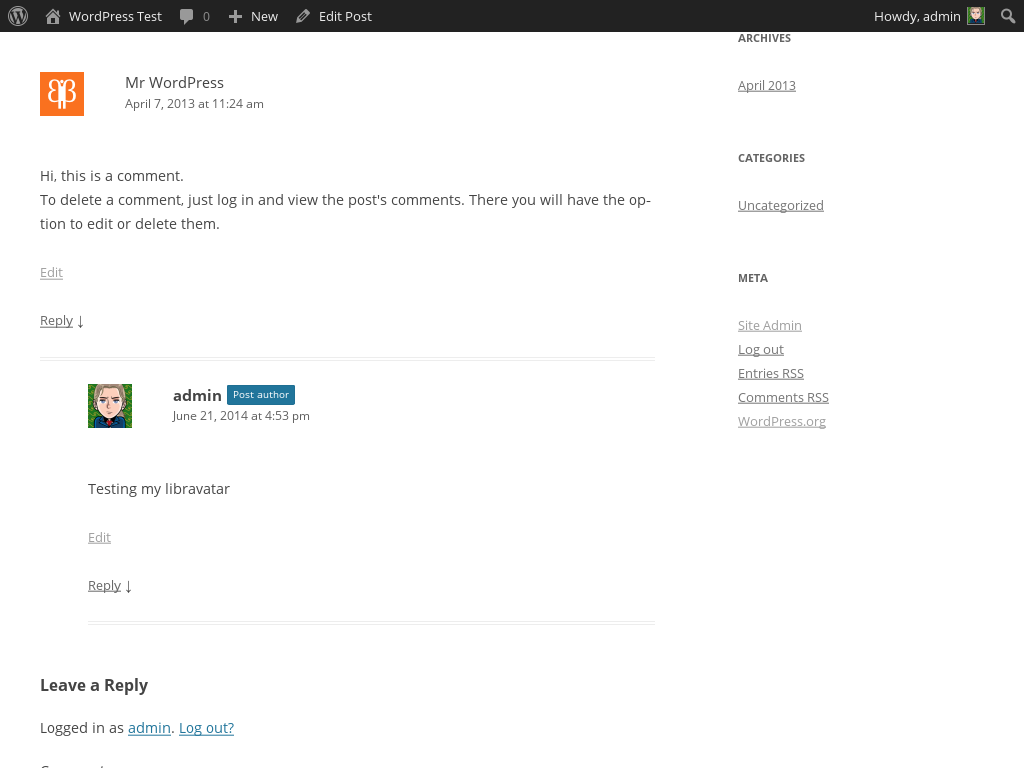 WordPress Test 0 New Edit Post Howdy, admin
Mr WordPress
April 7, 2013 at 11:24 am
Hi, this is a comment.
To delete a comment, just log in and view the post's comments. There you will have the op-
tion to edit or delete them.
Edit
Reply ↓
admin Post author
June 21, 2014 at 4:53 pm
Testing my libravatar
Edit
Reply ↓
Leave a Reply
Logged in as admin. Log out?
ARCHIVES
April 2013
CATEGORIES
Uncategorized
META
Site Admin
Log out
Entries RSS
Comments RSS
WordPress.org